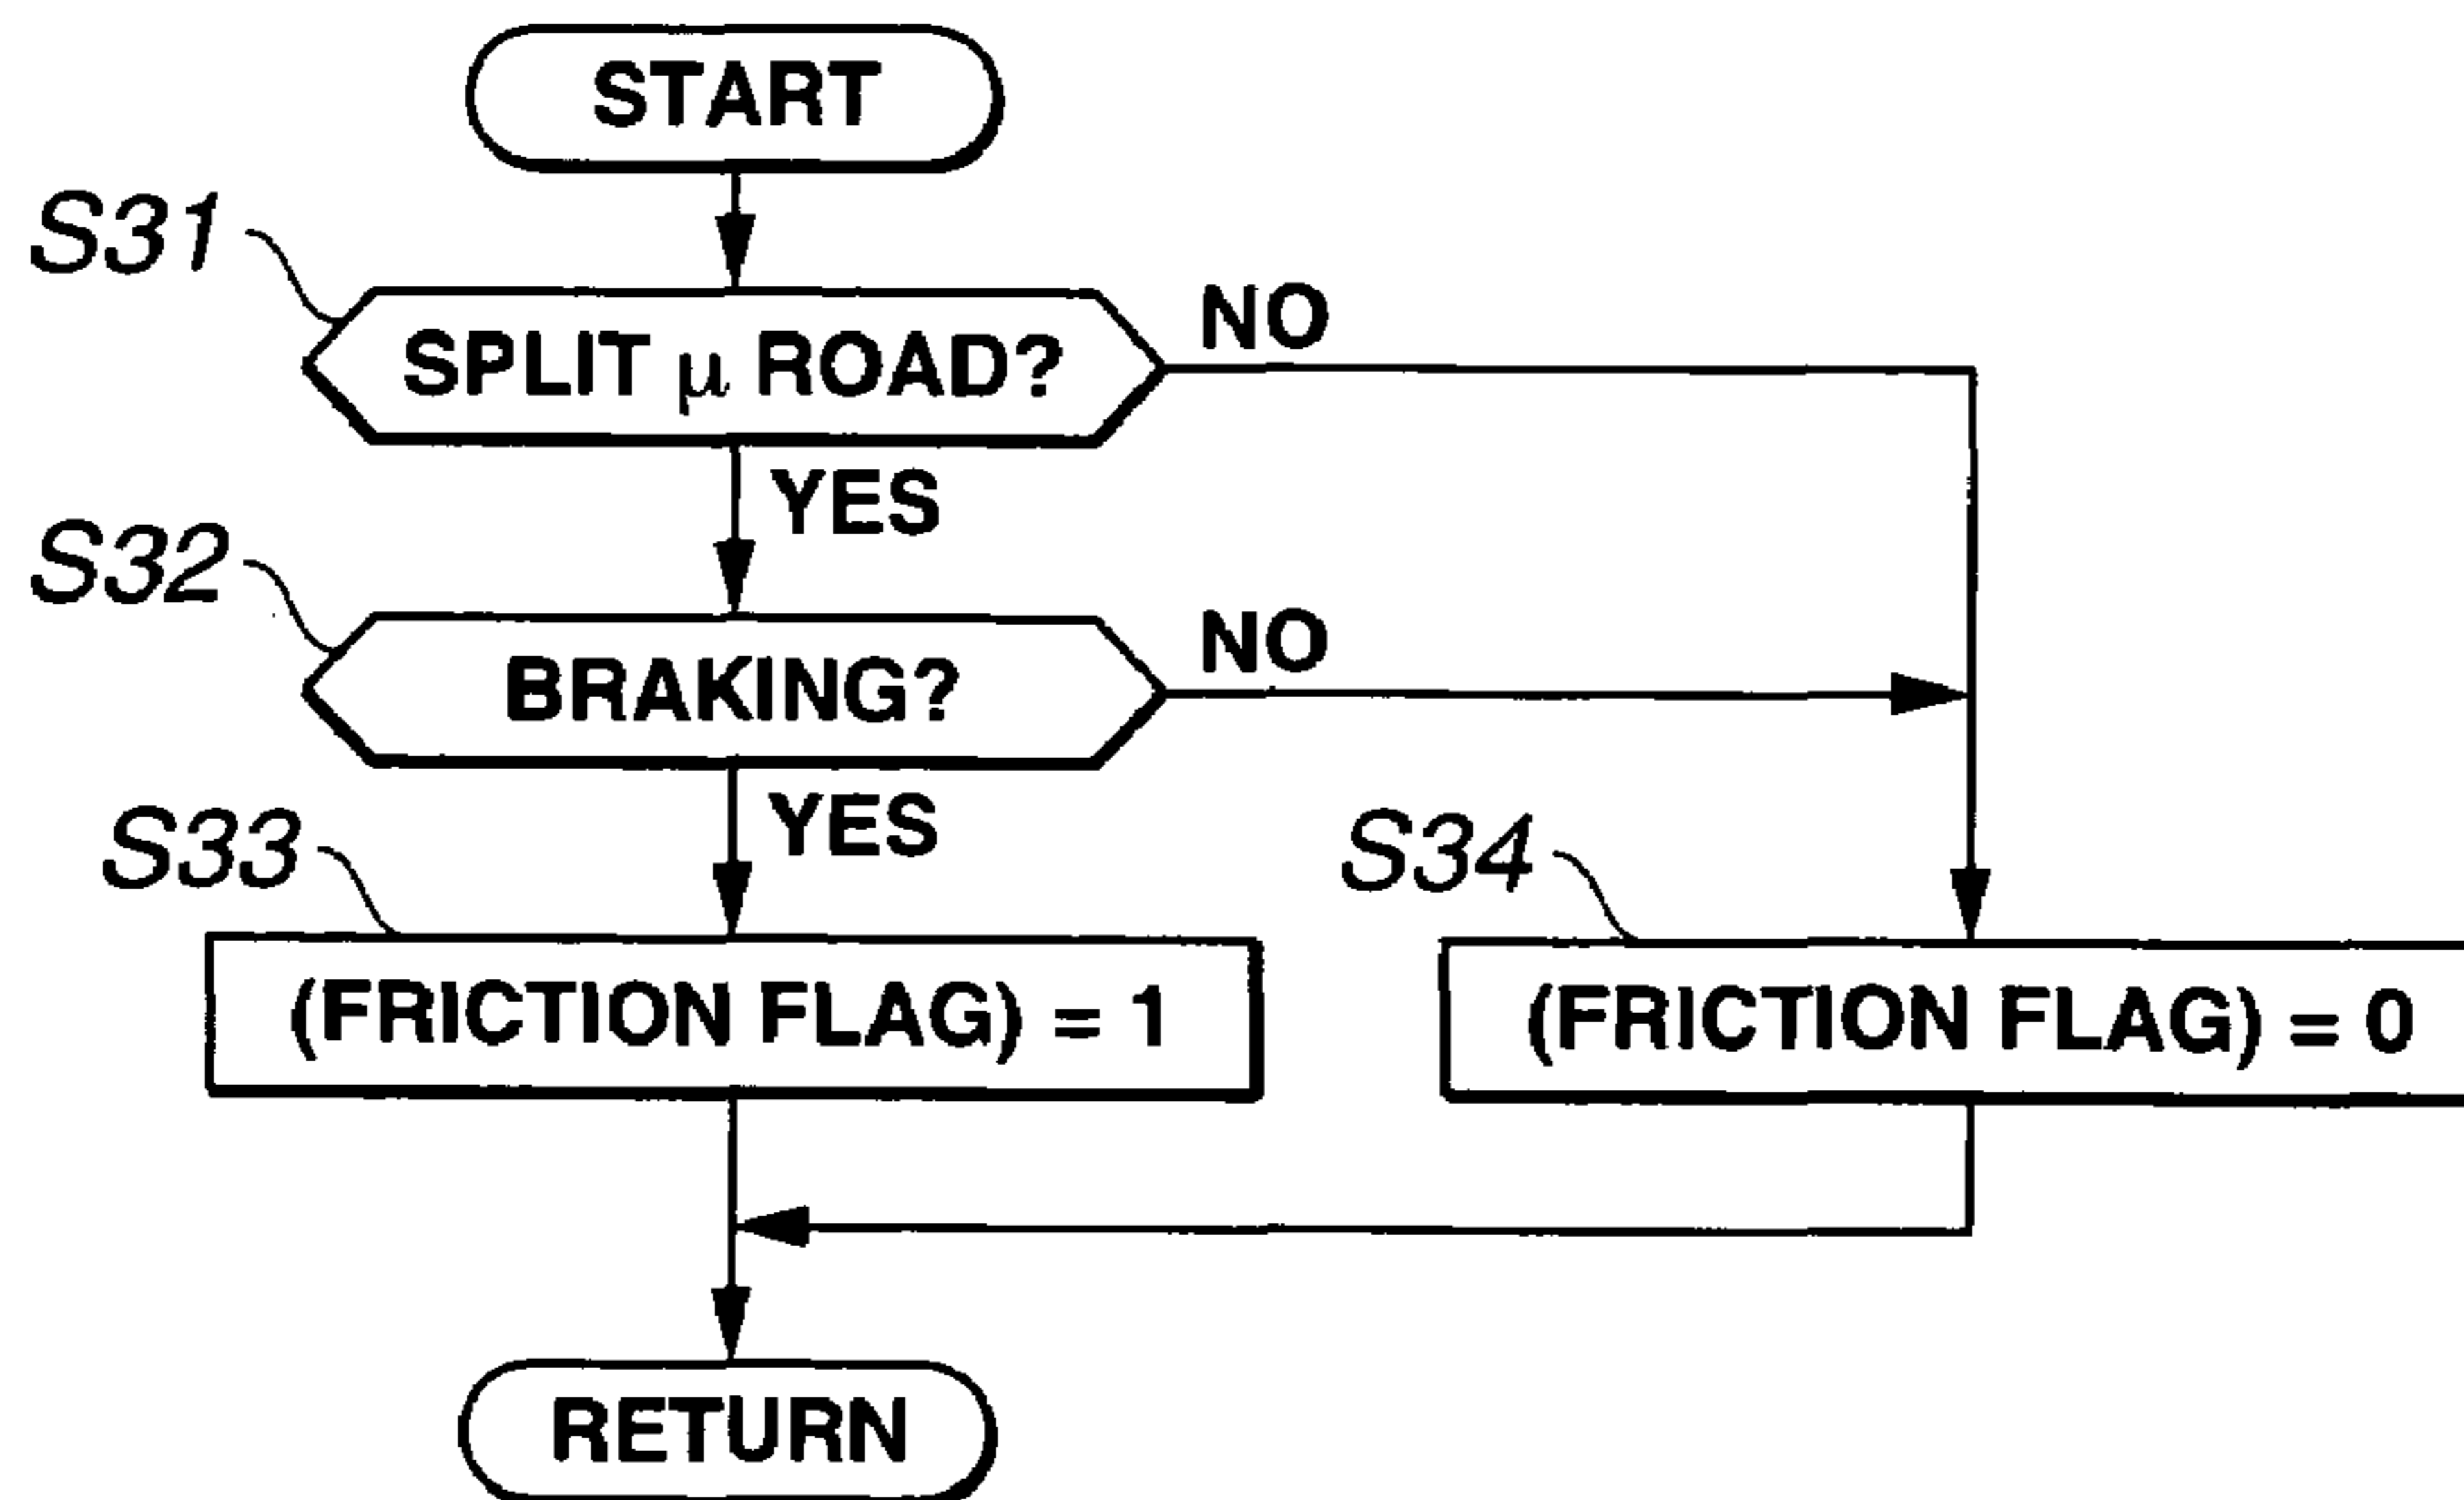 START
S31
SPLIT μ ROAD?
NO
YES
S32
BRAKING?
NO
YES
S33
(FRICTION FLAG) = 1
S34
(FRICTION FLAG) = 0
RETURN